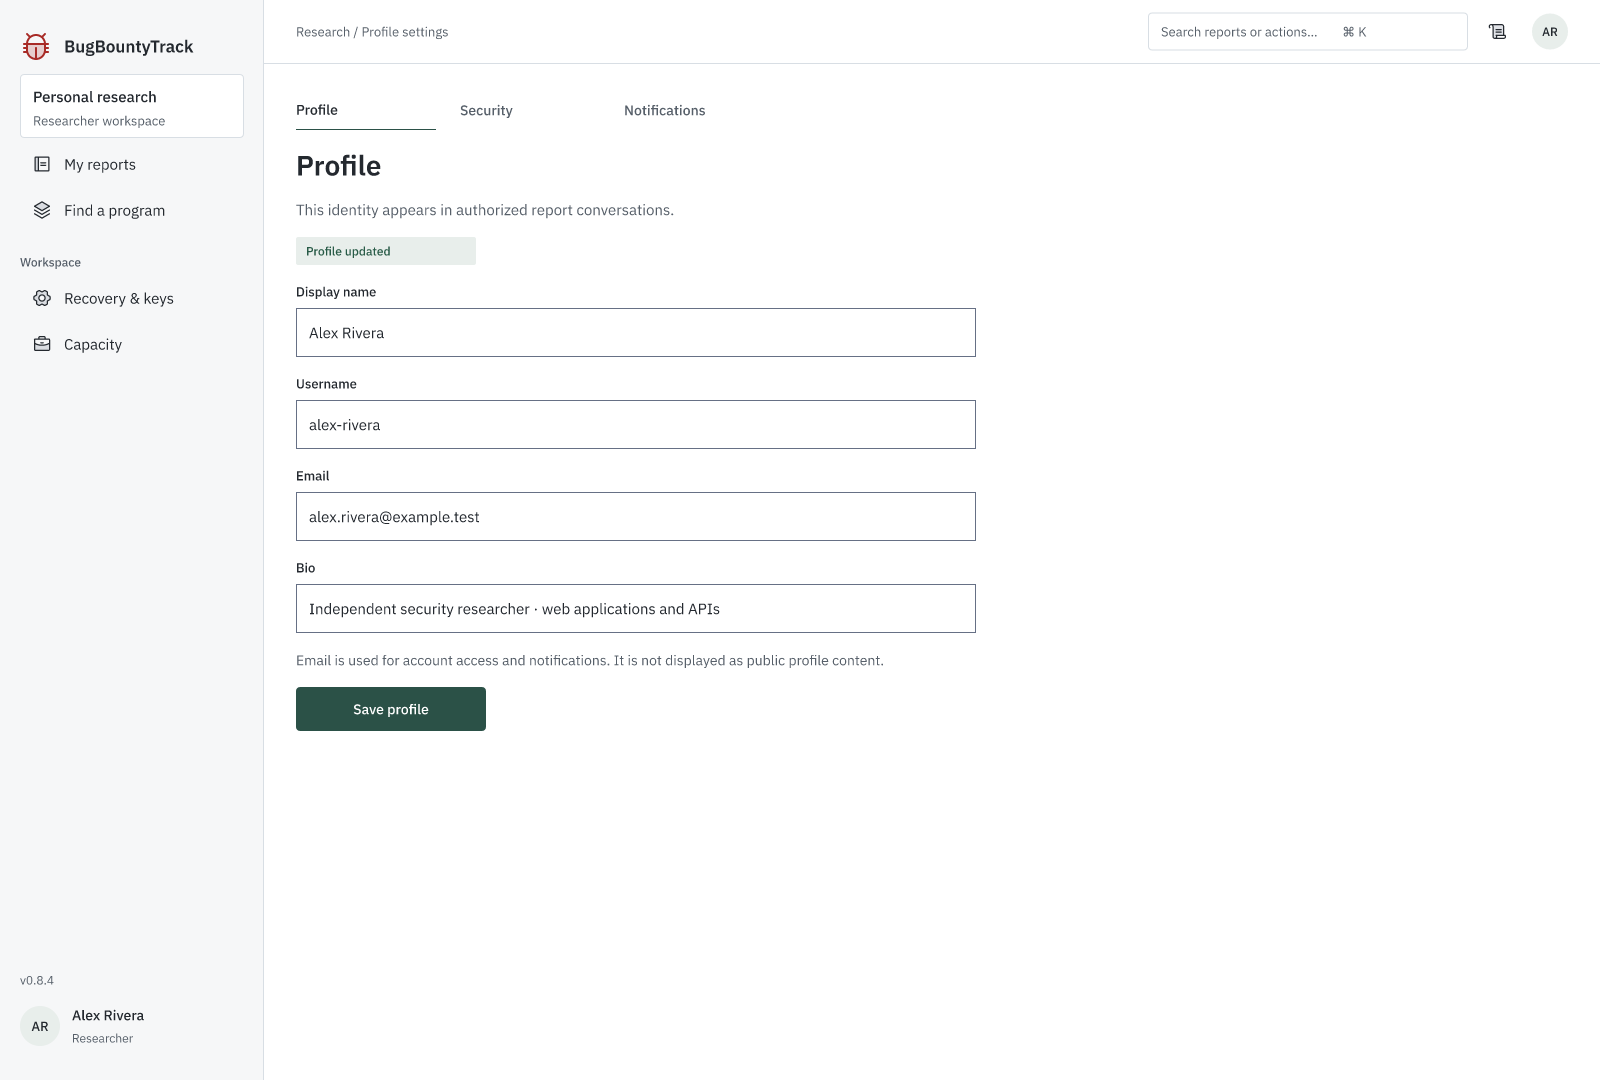 BugBountyTrack
Personal research
Researcher workspace
My reports
Find a program
Workspace
Recovery & keys
Capacity
v0.8.4
AR
Alex Rivera
Researcher
Research / Profile settings
Search reports or actions... ⌘ K
AR
Profile
Security
Notifications
Profile
This identity appears in authorized report conversations.
Profile updated
Display name
Alex Rivera
Username
alex-rivera
Email
alex.rivera@example.test
Bio
Independent security researcher · web applications and APIs
Email is used for account access and notifications. It is not displayed as public profile content.
Save profile